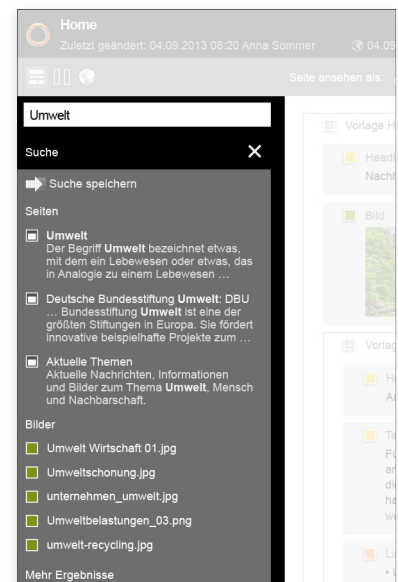 Home
Zuletzt geändert: 04.09.2013 08:20 Anna Sommer
04.09
Seite ansehen als:
Umwelt
Suche
Suche speichern
Seiten
Umwelt
Der Begriff Umwelt bezeichnet etwas,
mit dem ein Lebewesen oder etwas, das
in Analogie zu einem Lebewesen …
Deutsche Bundesstiftung Umwelt: DBU
… Bundesstiftung Umwelt ist eine der
größten Stiftungen in Europa. Sie fördert
innovative beispielhafte Projekte zum …
Aktuelle Themen
Aktuelle Nachrichten, Informationen
und Bilder zum Thema Umwelt, Mensch
und Nachbarschaft.
Bilder
Umwelt Wirtschaft 01.jpg
Umweltschonung.jpg
unternehmen_umwelt.jpg
Umweltbelastungen_03.png
umwelt-recycling.jpg
Mehr Ergebnisse
Vorlage H
Headl
Nachh
Bild
Vorlag